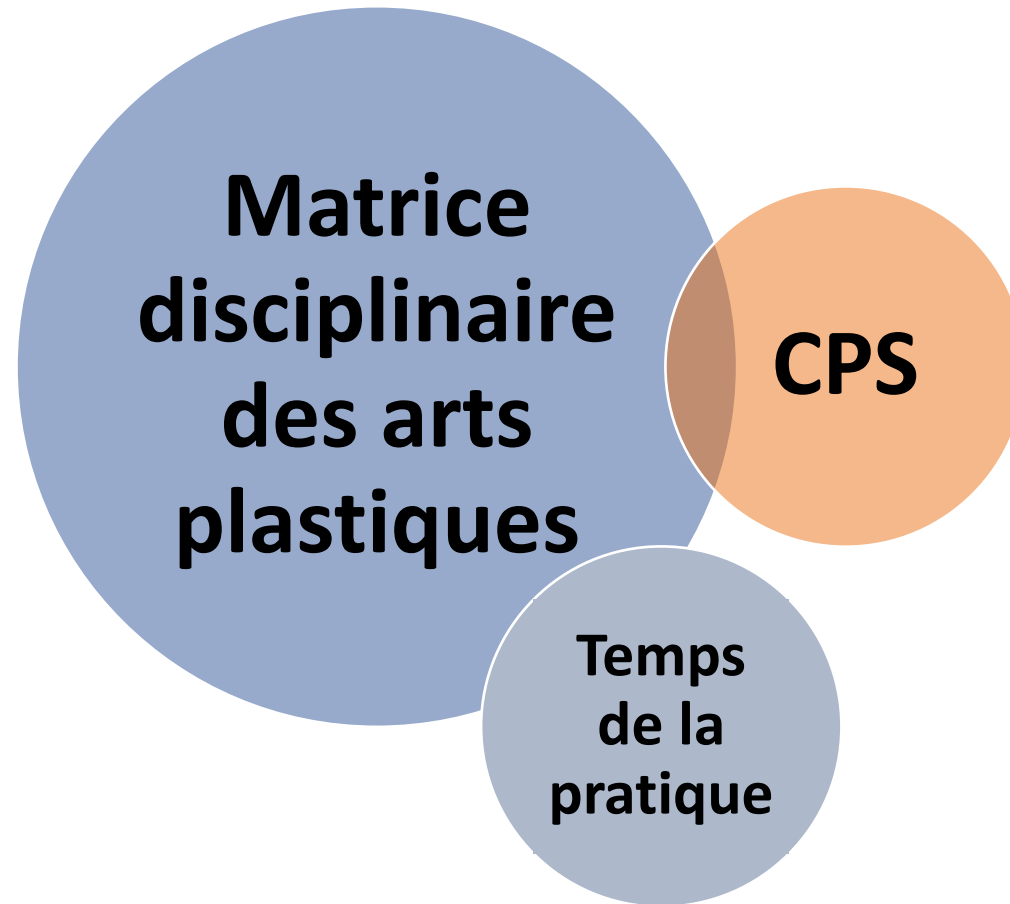 Matrice
disciplinaire
des arts
plastiques
CPS
Temps
de la
pratique